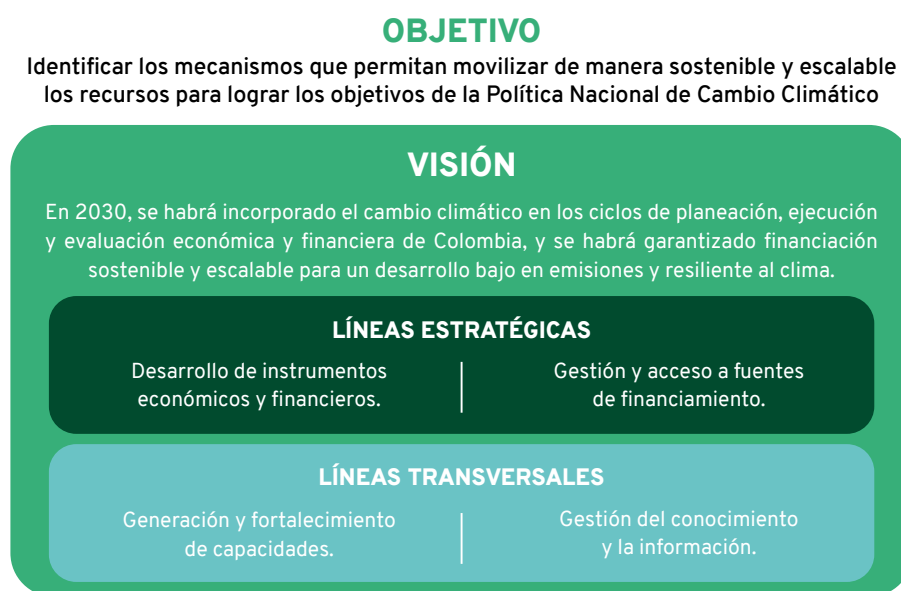 OBJETIVO
Identificar los mecanismos que permitan movilizar de manera sostenible y escalable
los recursos para lograr los objetivos de la Política Nacional de Cambio Climático
VISIÓN
En 2030, se habrá incorporado el cambio climático en los ciclos de planeación, ejecución
y evaluación económica y financiera de Colombia, y se habrá garantizado financiación
sostenible y escalable para un desarrollo bajo en emisiones y resiliente al clima.
LÍNEAS ESTRATÉGICAS
Desarrollo de instrumentos
económicos y financieros.
Gestión y acceso a fuentes
de financiamiento.
LÍNEAS TRANSVERSALES
Generación y fortalecimiento
de capacidades.
Gestión del conocimiento
y la información.